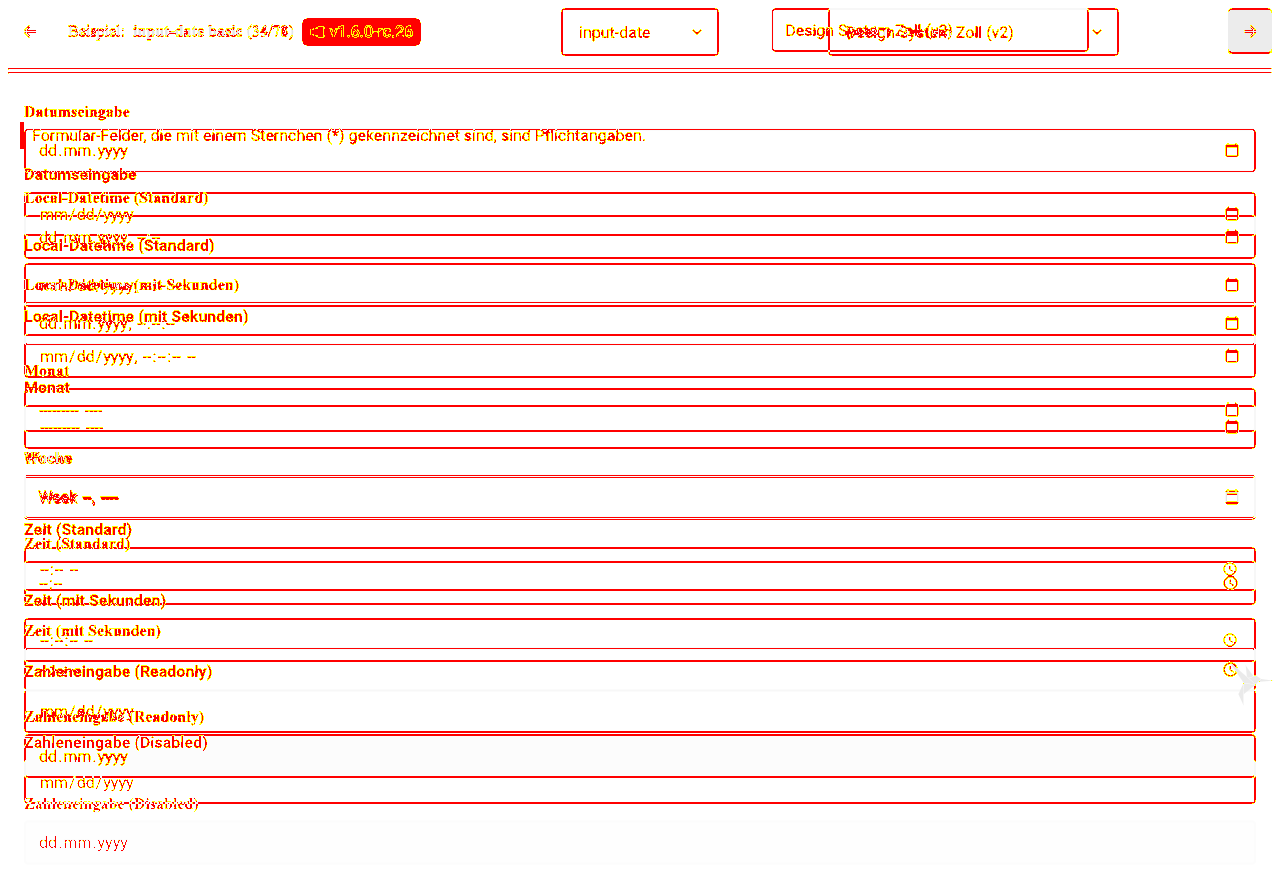 Beispiel: input-date basic (34/76) v1.6.0-rc.26 input-date Design System Zoll (v2)
Datumseingabe
Formular-Felder, die mit einem Sternchen (*) gekennzeichnet sind, sind Pflichtangaben.
dd.mm.yyyy
Datumseingabe
Local-Datetime (Standard)
mm/dd/yyyy
dd.mm.yyyy, --:--
Local-Datetime (Standard)
Local-Datetime (mit Sekunden)
Local-Datetime (mit Sekunden)
dd.mm.yyyy, --:--:--
mm/dd/yyyy, --:--:-- --
Monat
Monat
--------- ----
--------- ----
Woche
Week --, ----
Zeit (Standard)
Zeit (Standard)
--:-- --
--:--
Zeit (mit Sekunden)
Zeit (mit Sekunden)
--:--:-- --
Zahleneingabe (Readonly)
mm/dd/yyyy
Zahleneingabe (Readonly)
Zahleneingabe (Disabled)
dd.mm.yyyy
mm/dd/yyyy
Zahleneingabe (Disabled)
dd.mm.yyyy